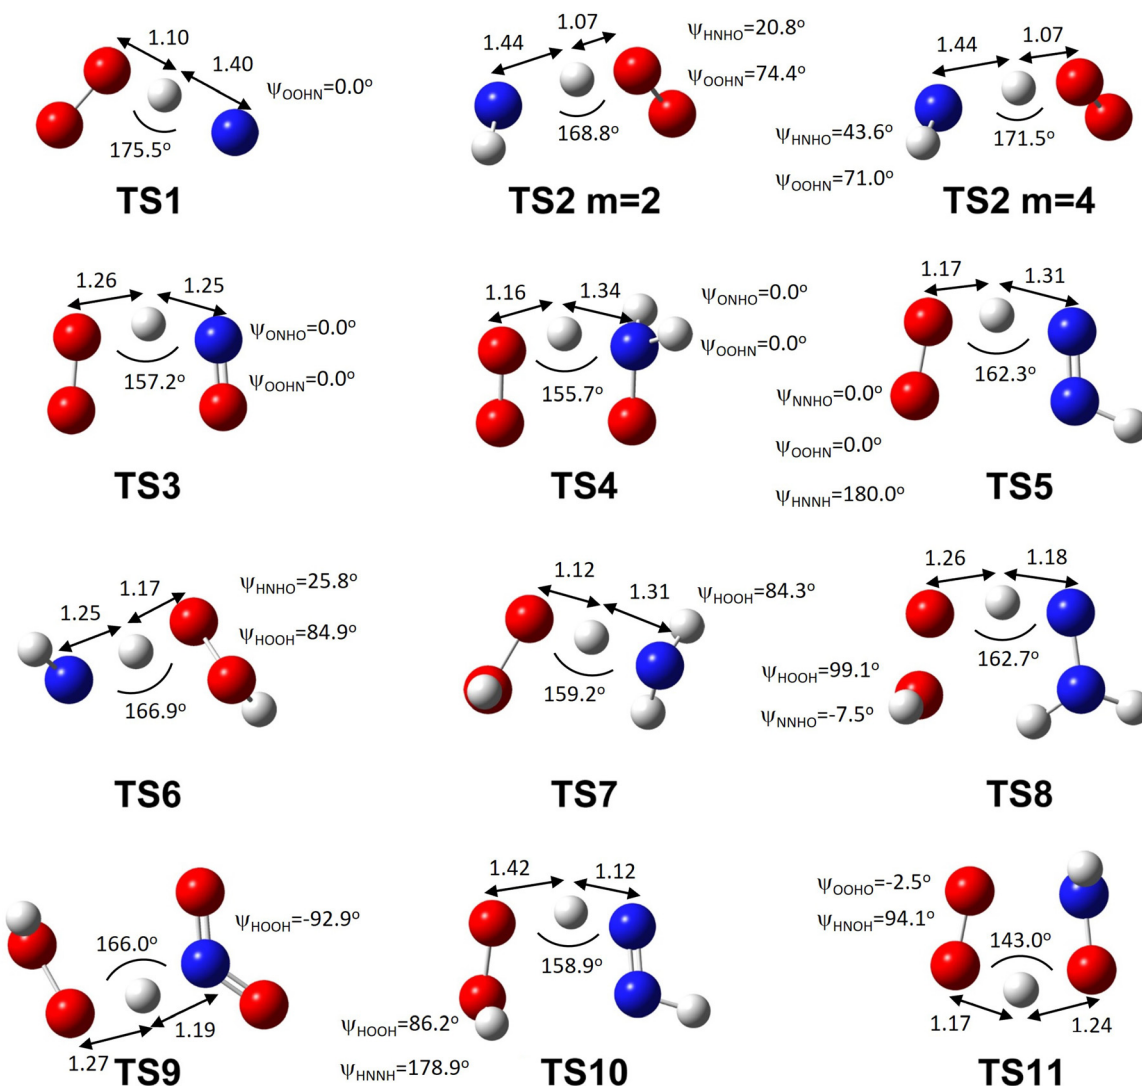 1.10
1.40
ψOOHN=0.0°
175.5°
TS1
1.44
1.07
ψHNHO=20.8°
ψOOHN=74.4°
168.8°
TS2 m=2
1.44
1.07
ψHNHO=43.6°
ψOOHN=71.0°
171.5°
TS2 m=4
1.26
1.25
ψONHO=0.0°
ψOOHN=0.0°
157.2°
TS3
1.16
1.34
ψONHO=0.0°
ψOOHN=0.0°
155.7°
TS4
1.17
1.31
162.3°
ψNNHO=0.0°
ψOOHN=0.0°
ψHNNH=180.0°
TS5
1.25
1.17
ψHNHO=25.8°
ψHOOH=84.9°
166.9°
TS6
1.12
1.31
ψHOOH=84.3°
159.2°
TS7
1.26
1.18
162.7°
ψHOOH=99.1°
ψNNHO=-7.5°
TS8
166.0°
ψHOOH=-92.9°
1.27
1.19
TS9
1.42
1.12
158.9°
ψHOOH=86.2°
ψHNNH=178.9°
TS10
ψOOHO=-2.5°
ψHNOH=94.1°
143.0°
1.17
1.24
TS11